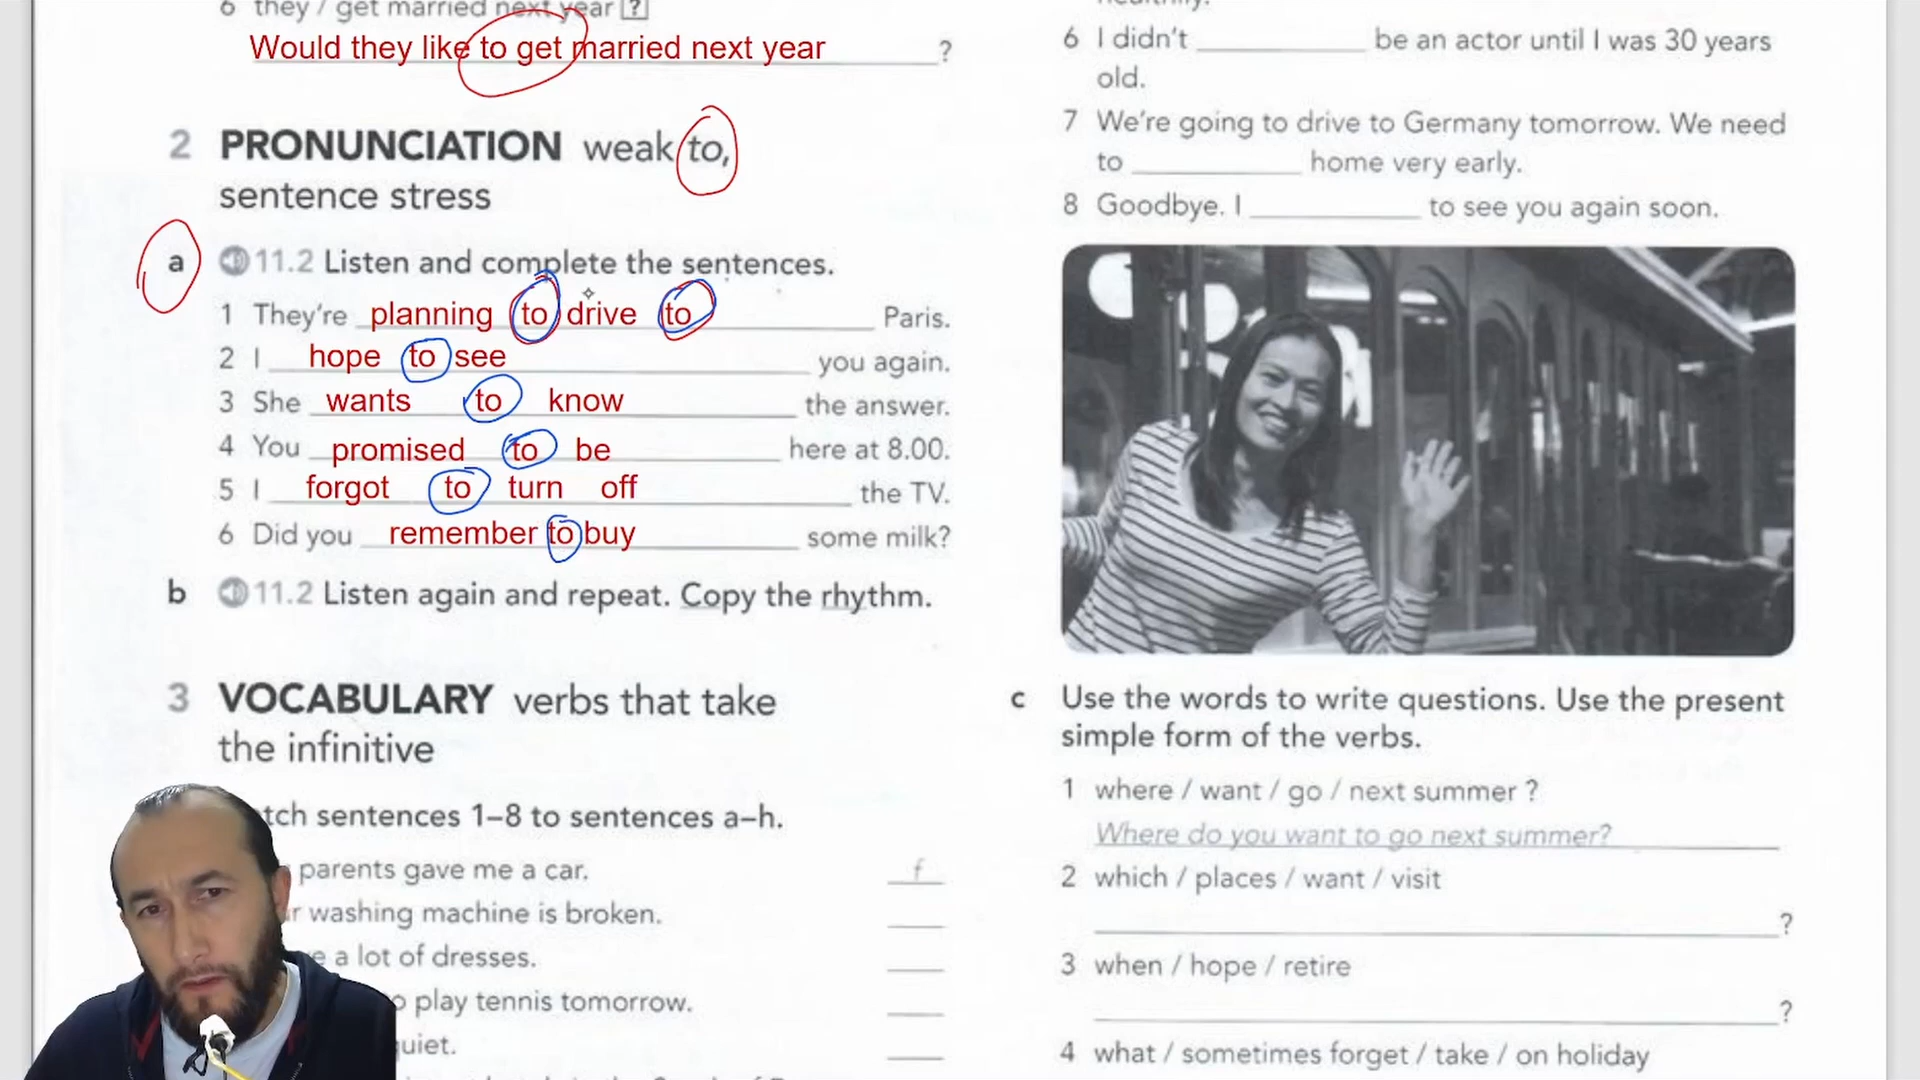 6 they / get married next year ?
Would they like to get married next year ?
2 PRONUNCIATION weak to,
sentence stress
a 11.2 Listen and complete the sentences.
1 They're planning to drive to Paris.
2 I hope to see you again.
3 She wants to know the answer.
4 You promised to be here at 8.00.
5 I forgot to turn off the TV.
6 Did you remember to buy some milk?
b 11.2 Listen again and repeat. Copy the rhythm.
3 VOCABULARY verbs that take
the infinitive
tch sentences 1–8 to sentences a–h.
parents gave me a car. f
r washing machine is broken.
e a lot of dresses.
o play tennis tomorrow.
uiet.
6 I didn't be an actor until I was 30 years
old.
7 We're going to drive to Germany tomorrow. We need
to home very early.
8 Goodbye. I to see you again soon.
c Use the words to write questions. Use the present
simple form of the verbs.
1 where / want / go / next summer ?
Where do you want to go next summer?
2 which / places / want / visit
?
3 when / hope / retire
?
4 what / sometimes forget / take / on holiday